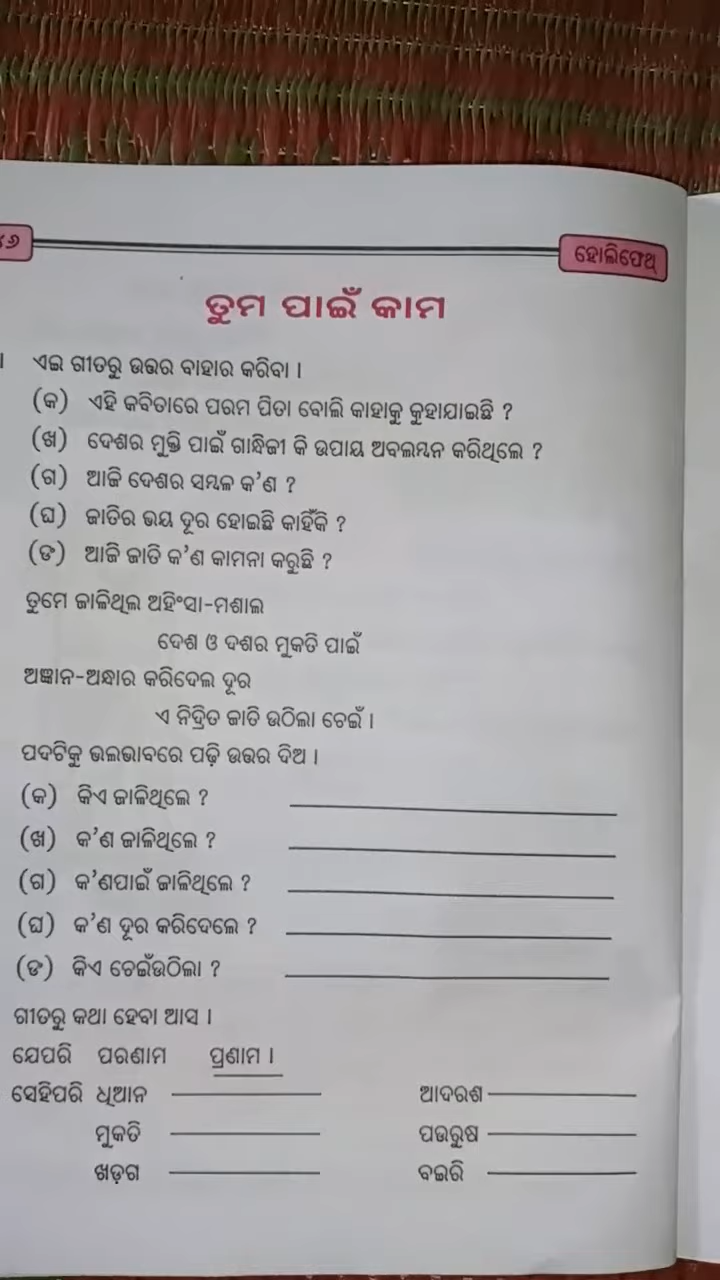 ୪୬
ହୋଲିଫେଥ୍
ତୁମ ପାଇଁ କାମ
। ଏଇ ଗୀତରୁ ଉତ୍ତର ବାହାର କରିବା ।
(କ) ଏହି କବିତାରେ ପରମ ପିତା ବୋଲି କାହାକୁ କୁହାଯାଇଛି ?
(ଖ) ଦେଶର ମୁକ୍ତି ପାଇଁ ଗାନ୍ଧିଜୀ କି ଉପାୟ ଅବଲମ୍ବନ କରିଥିଲେ ?
(ଗ) ଆଜି ଦେଶର ସମ୍ବଳ କ'ଣ ?
(ଘ) ଜାତିର ଭୟ ଦୂର ହୋଇଛି କାହିଁକି ?
(ଙ) ଆଜି ଜାତି କ'ଣ କାମନା କରୁଛି ?
ତୁମେ ଜାଳିଥିଲ ଅହିଂସା-ମଶାଲ
ଦେଶ ଓ ଦଶର ମୁକତି ପାଇଁ
ଅଜ୍ଞାନ-ଅନ୍ଧାର କରିଦେଲ ଦୂର
ଏ ନିଦ୍ରିତ ଜାତି ଉଠିଲା ଚେଇଁ ।
ପଦଟିକୁ ଭଲଭାବରେ ପଢ଼ି ଉତ୍ତର ଦିଅ ।
(କ) କିଏ ଜାଳିଥିଲେ ?
(ଖ) କ'ଣ ଜାଳିଥିଲେ ?
(ଗ) କ'ଣପାଇଁ ଜାଳିଥିଲେ ?
(ଘ) କ'ଣ ଦୂର କରିଦେଲେ ?
(ଙ) କିଏ ଚେଇଁଉଠିଲା ?
ଗୀତରୁ କଥା ହେବା ଆସ ।
ଯେପରି ପରଣାମ ପ୍ରଣାମ ।
ସେହିପରି ଧିଆନ ଆଦରଶ
ମୁକତି ପଉରୁଷ
ଖଡ଼ଗ ବଇରି